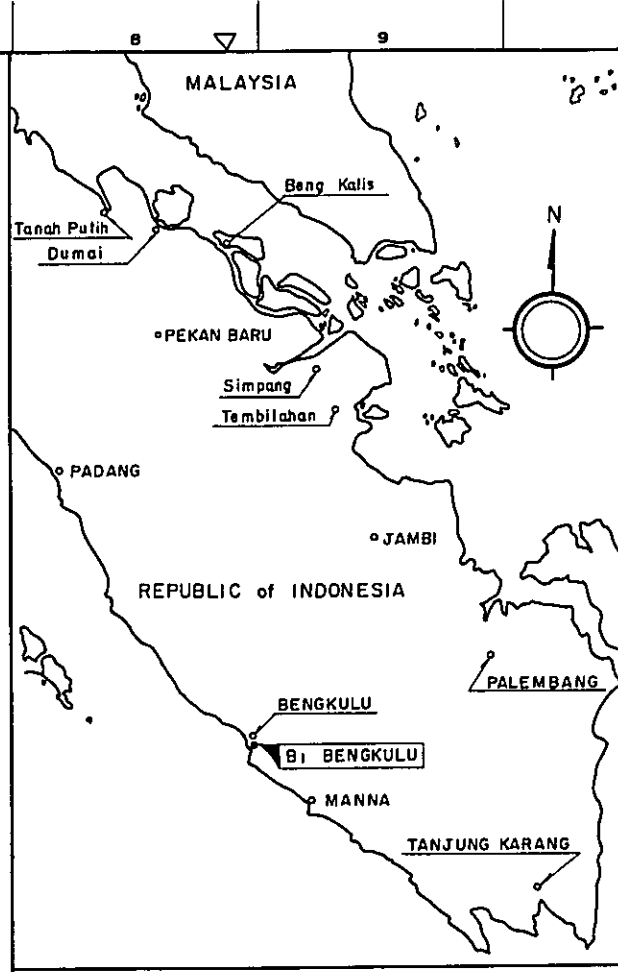 8 9
MALAYSIA
Beng Kalis
Tanah Putih
Dumai
N
PEKAN BARU
Simpang
Tembilahan
PADANG
JAMBI
REPUBLIC of INDONESIA
PALEMBANG
BENGKULU
B1 BENGKULU
MANNA
TANJUNG KARANG